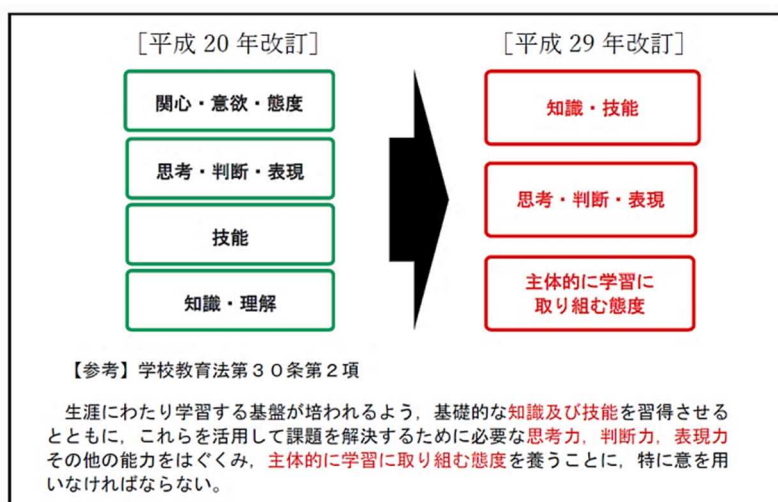 ［平成 20 年改訂］
関心・意欲・態度
思考・判断・表現
技能
知識・理解
［平成 29 年改訂］
知識・技能
思考・判断・表現
主体的に学習に
取り組む態度
【参考】学校教育法第３０条第２項
生涯にわたり学習する基盤が培われるよう，基礎的な知識及び技能を習得させる
とともに，これらを活用して課題を解決するために必要な思考力，判断力，表現力
その他の能力をはぐくみ，主体的に学習に取り組む態度を養うことに，特に意を用
いなければならない。